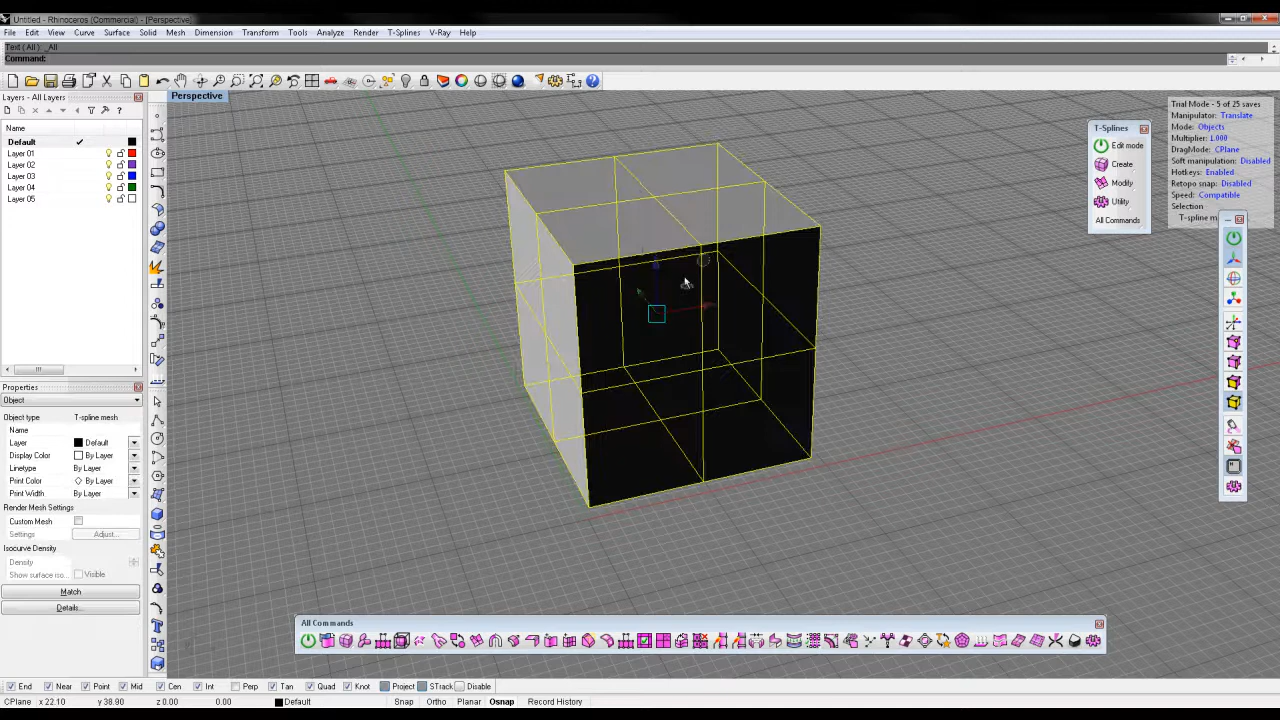 Untitled - Rhinoceros (Commercial) - [Perspective]
File Edit View Curve Surface Solid Mesh Dimension Transform Tools Analyze Render T-Splines V-Ray Help
Text ( All ): _All
Command:
Layers - All Layers
Perspective
Name
Default
Layer 01
Layer 02
Layer 03
Layer 04
Layer 05
Trial Mode - 5 of 25 saves
Manipulator: Translate
Mode: Objects
Multiplier: 1.000
DragMode: CPlane
Soft manipulation: Disabled
Hotkeys: Enabled
Retopo snap: Disabled
Speed: Compatible
Selection
T-spline m
T-Splines
Edit mode
Create
Modify
Utility
All Commands
Properties
Object
Object type T-spline mesh
Name
Layer Default
Display Color By Layer
Linetype By Layer
Print Color By Layer
Print Width By Layer
Render Mesh Settings
Custom Mesh
Settings Adjust...
Isocurve Density
Density
Show surface iso... Visible
Match
Details...
All Commands
End Near Point Mid Cen Int Perp Tan Quad Knot Project STrack Disable
CPlane x 22.10 y 38.90 z 0.00 0.00 Default Snap Ortho Planar Osnap Record History